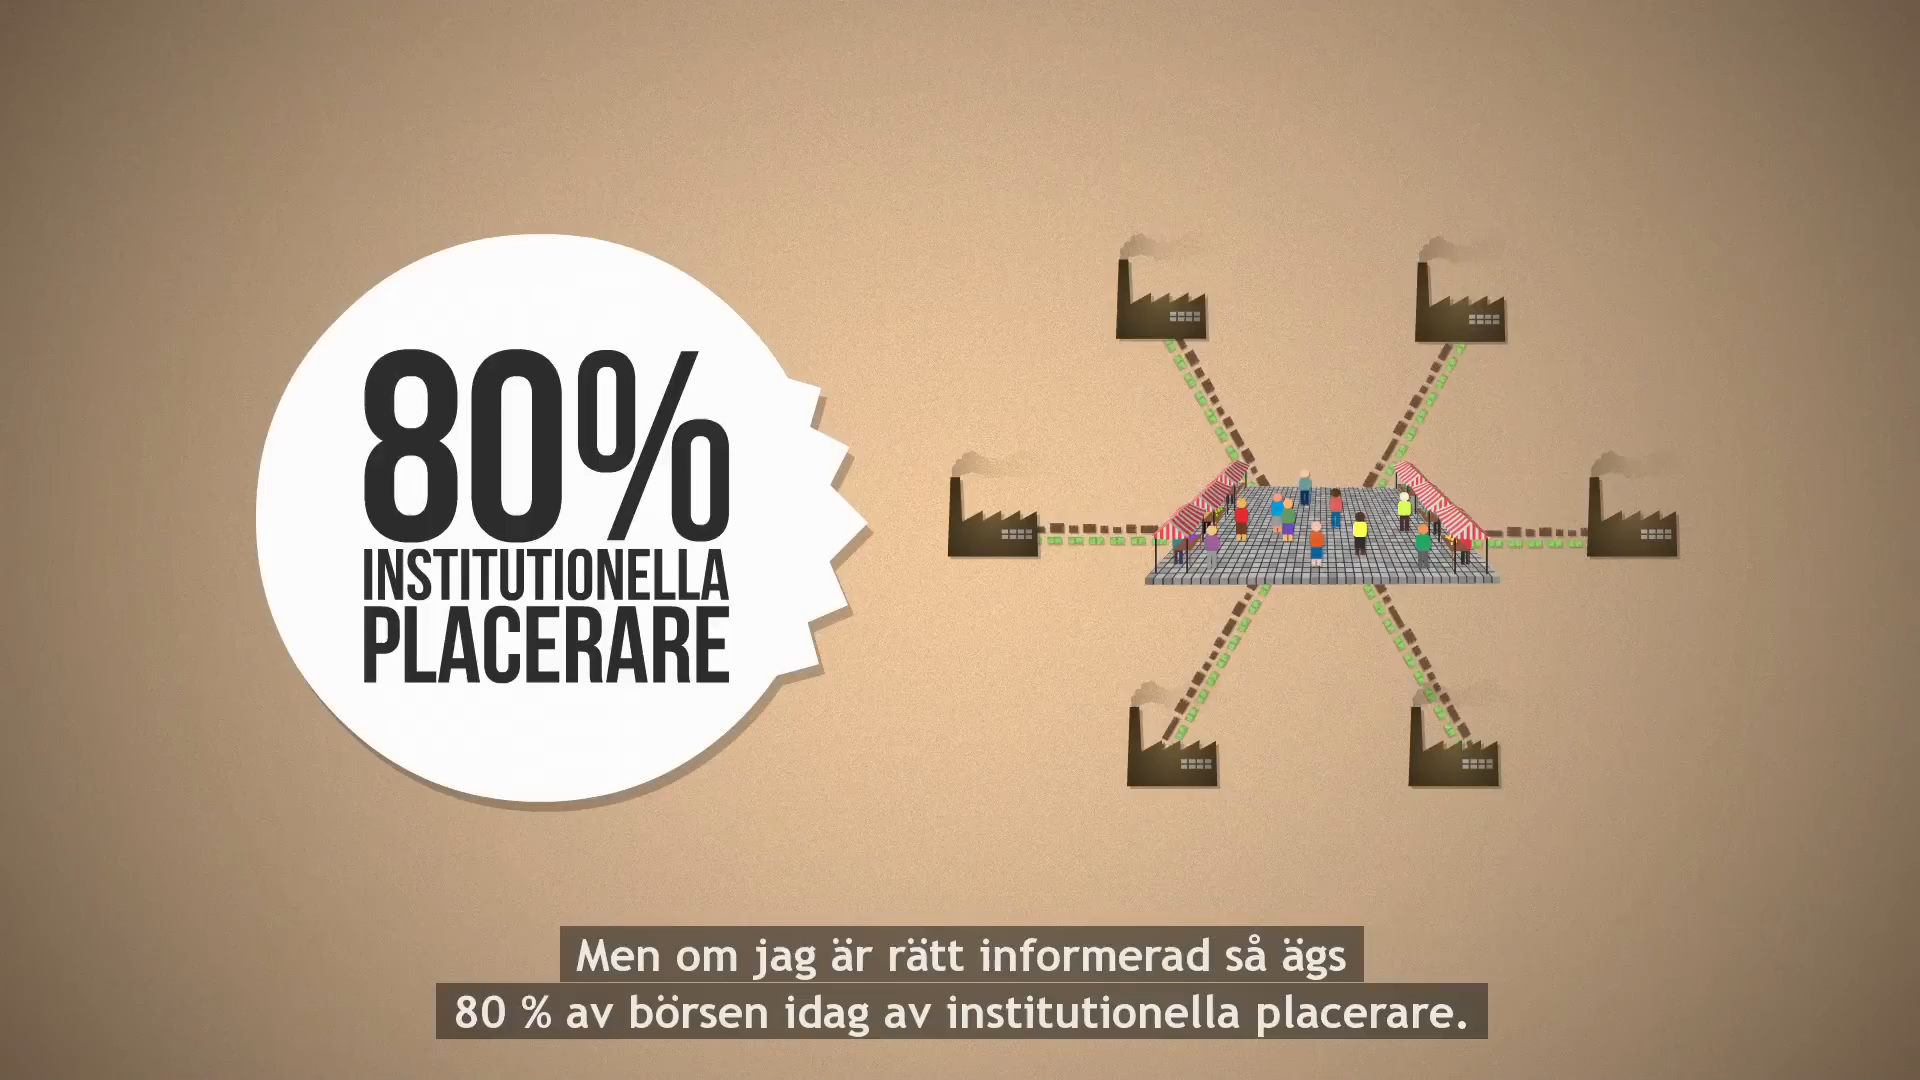 80%
INSTITUTIONELLA
PLACERARE
Men om jag är rätt informerad så ägs
80 % av börsen idag av institutionella placerare.